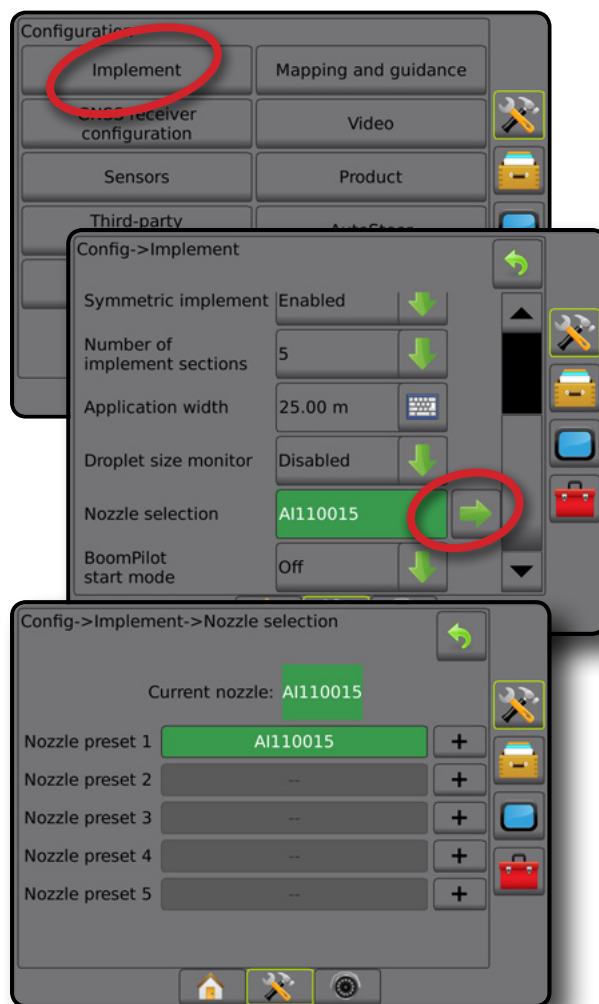 Configuration
Implement
Mapping and guidance
GNSS receiver
configuration
Video
Sensors
Product
Third-party
AutoSteer
Config->Implement
Symmetric implement
Enabled
Number of
implement sections
5
Application width
25.00 m
Droplet size monitor
Disabled
Nozzle selection
AI110015
BoomPilot
start mode
Off
Config->Implement->Nozzle selection
Current nozzle: AI110015
Nozzle preset 1
AI110015
+
Nozzle preset 2
--
+
Nozzle preset 3
--
+
Nozzle preset 4
--
+
Nozzle preset 5
--
+